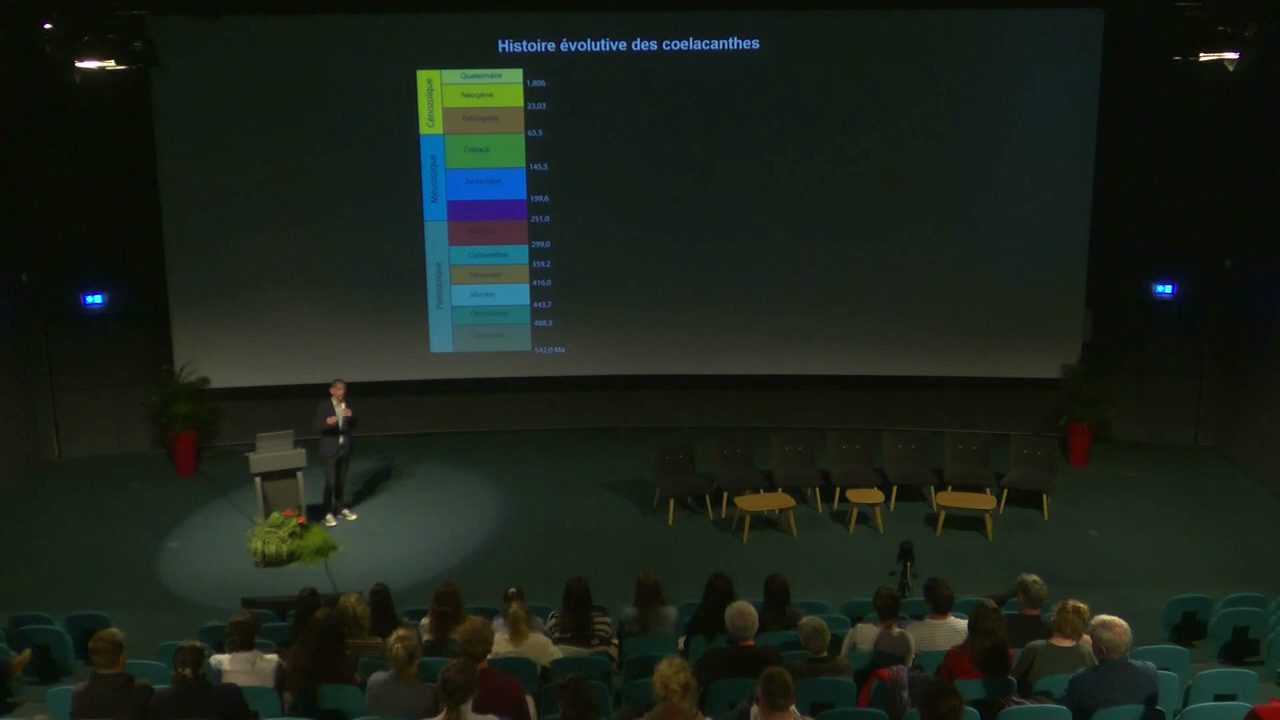 Histoire évolutive des coelacanthes
Cénozoïque
Quaternaire
1,806
Néogène
23,03
Paléogène
65,5
Mésozoïque
Crétacé
145,5
Jurassique
199,6
251,0
Paléozoïque
299,0
Carbonifère
359,2
Dévonien
416,0
Silurien
443,7
Ordovicien
488,3
542,0 Ma